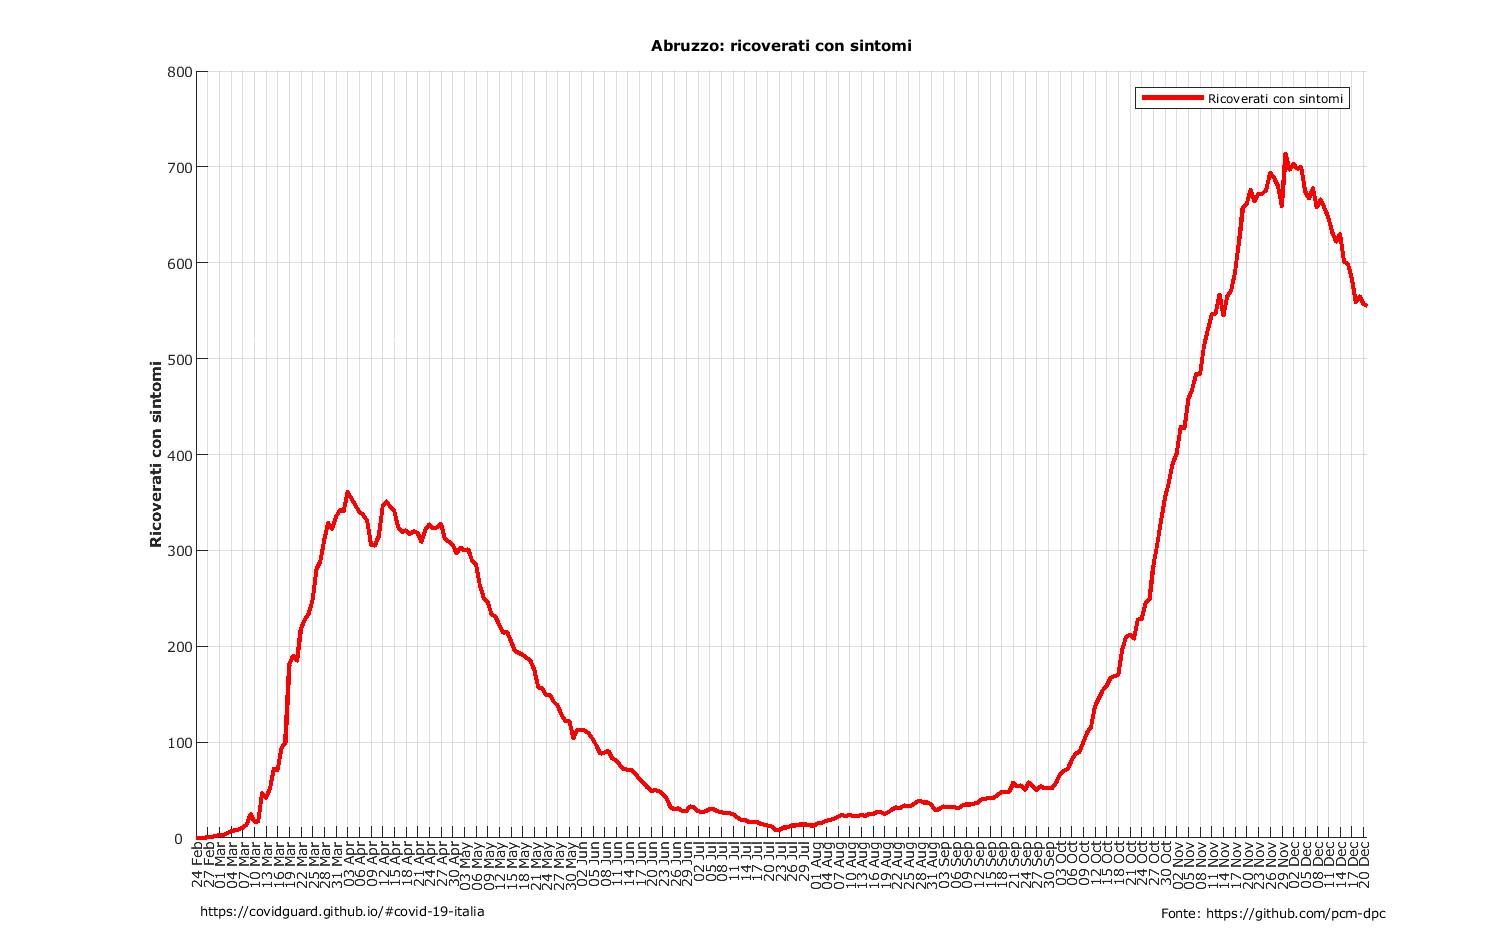 Abruzzo: ricoverati con sintomi
Ricoverati con sintomi
Ricoverati con sintomi
800
700
600
500
400
300
200
100
0
24 Feb
27 Feb
01 Mar
04 Mar
07 Mar
10 Mar
13 Mar
16 Mar
19 Mar
22 Mar
25 Mar
28 Mar
31 Mar
03 Apr
06 Apr
09 Apr
12 Apr
15 Apr
18 Apr
21 Apr
24 Apr
27 Apr
30 Apr
03 May
06 May
09 May
12 May
15 May
18 May
21 May
24 May
27 May
30 May
02 Jun
05 Jun
08 Jun
11 Jun
14 Jun
17 Jun
20 Jun
23 Jun
26 Jun
29 Jun
02 Jul
05 Jul
08 Jul
11 Jul
14 Jul
17 Jul
20 Jul
23 Jul
26 Jul
29 Jul
01 Aug
04 Aug
07 Aug
10 Aug
13 Aug
16 Aug
19 Aug
22 Aug
25 Aug
28 Aug
31 Aug
03 Sep
06 Sep
09 Sep
12 Sep
15 Sep
18 Sep
21 Sep
24 Sep
27 Sep
30 Sep
03 Oct
06 Oct
09 Oct
12 Oct
15 Oct
18 Oct
21 Oct
24 Oct
27 Oct
30 Oct
02 Nov
05 Nov
08 Nov
11 Nov
14 Nov
17 Nov
20 Nov
23 Nov
26 Nov
29 Nov
02 Dec
05 Dec
08 Dec
11 Dec
14 Dec
17 Dec
20 Dec
https://covidguard.github.io/#covid-19-italia
Fonte: https://github.com/pcm-dpc